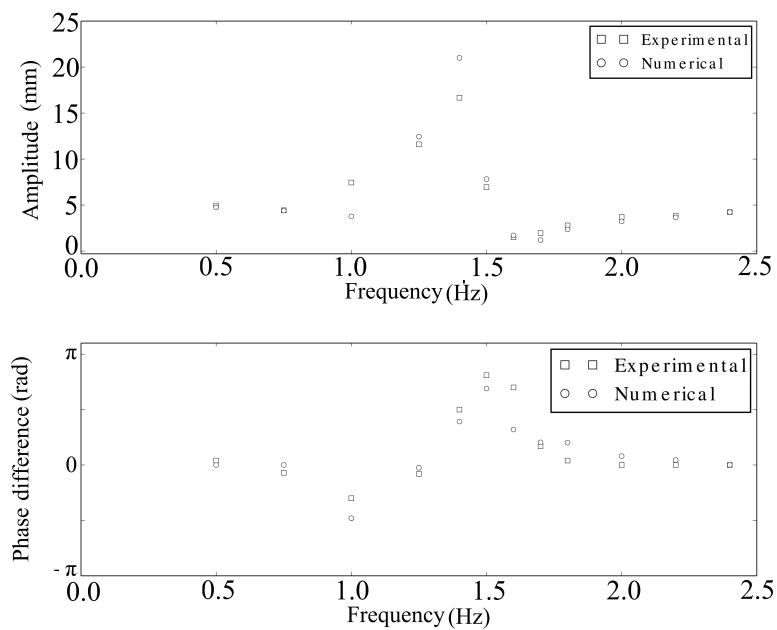 25
20
15
10
5
0
Amplitude (mm)
Experimental
Numerical
0.0 0.5 1.0 1.5 2.0 2.5
Frequency (Hz)
π
0
- π
Phase difference (rad)
Experimental
Numerical
0.0 0.5 1.0 1.5 2.0 2.5
Frequency (Hz)